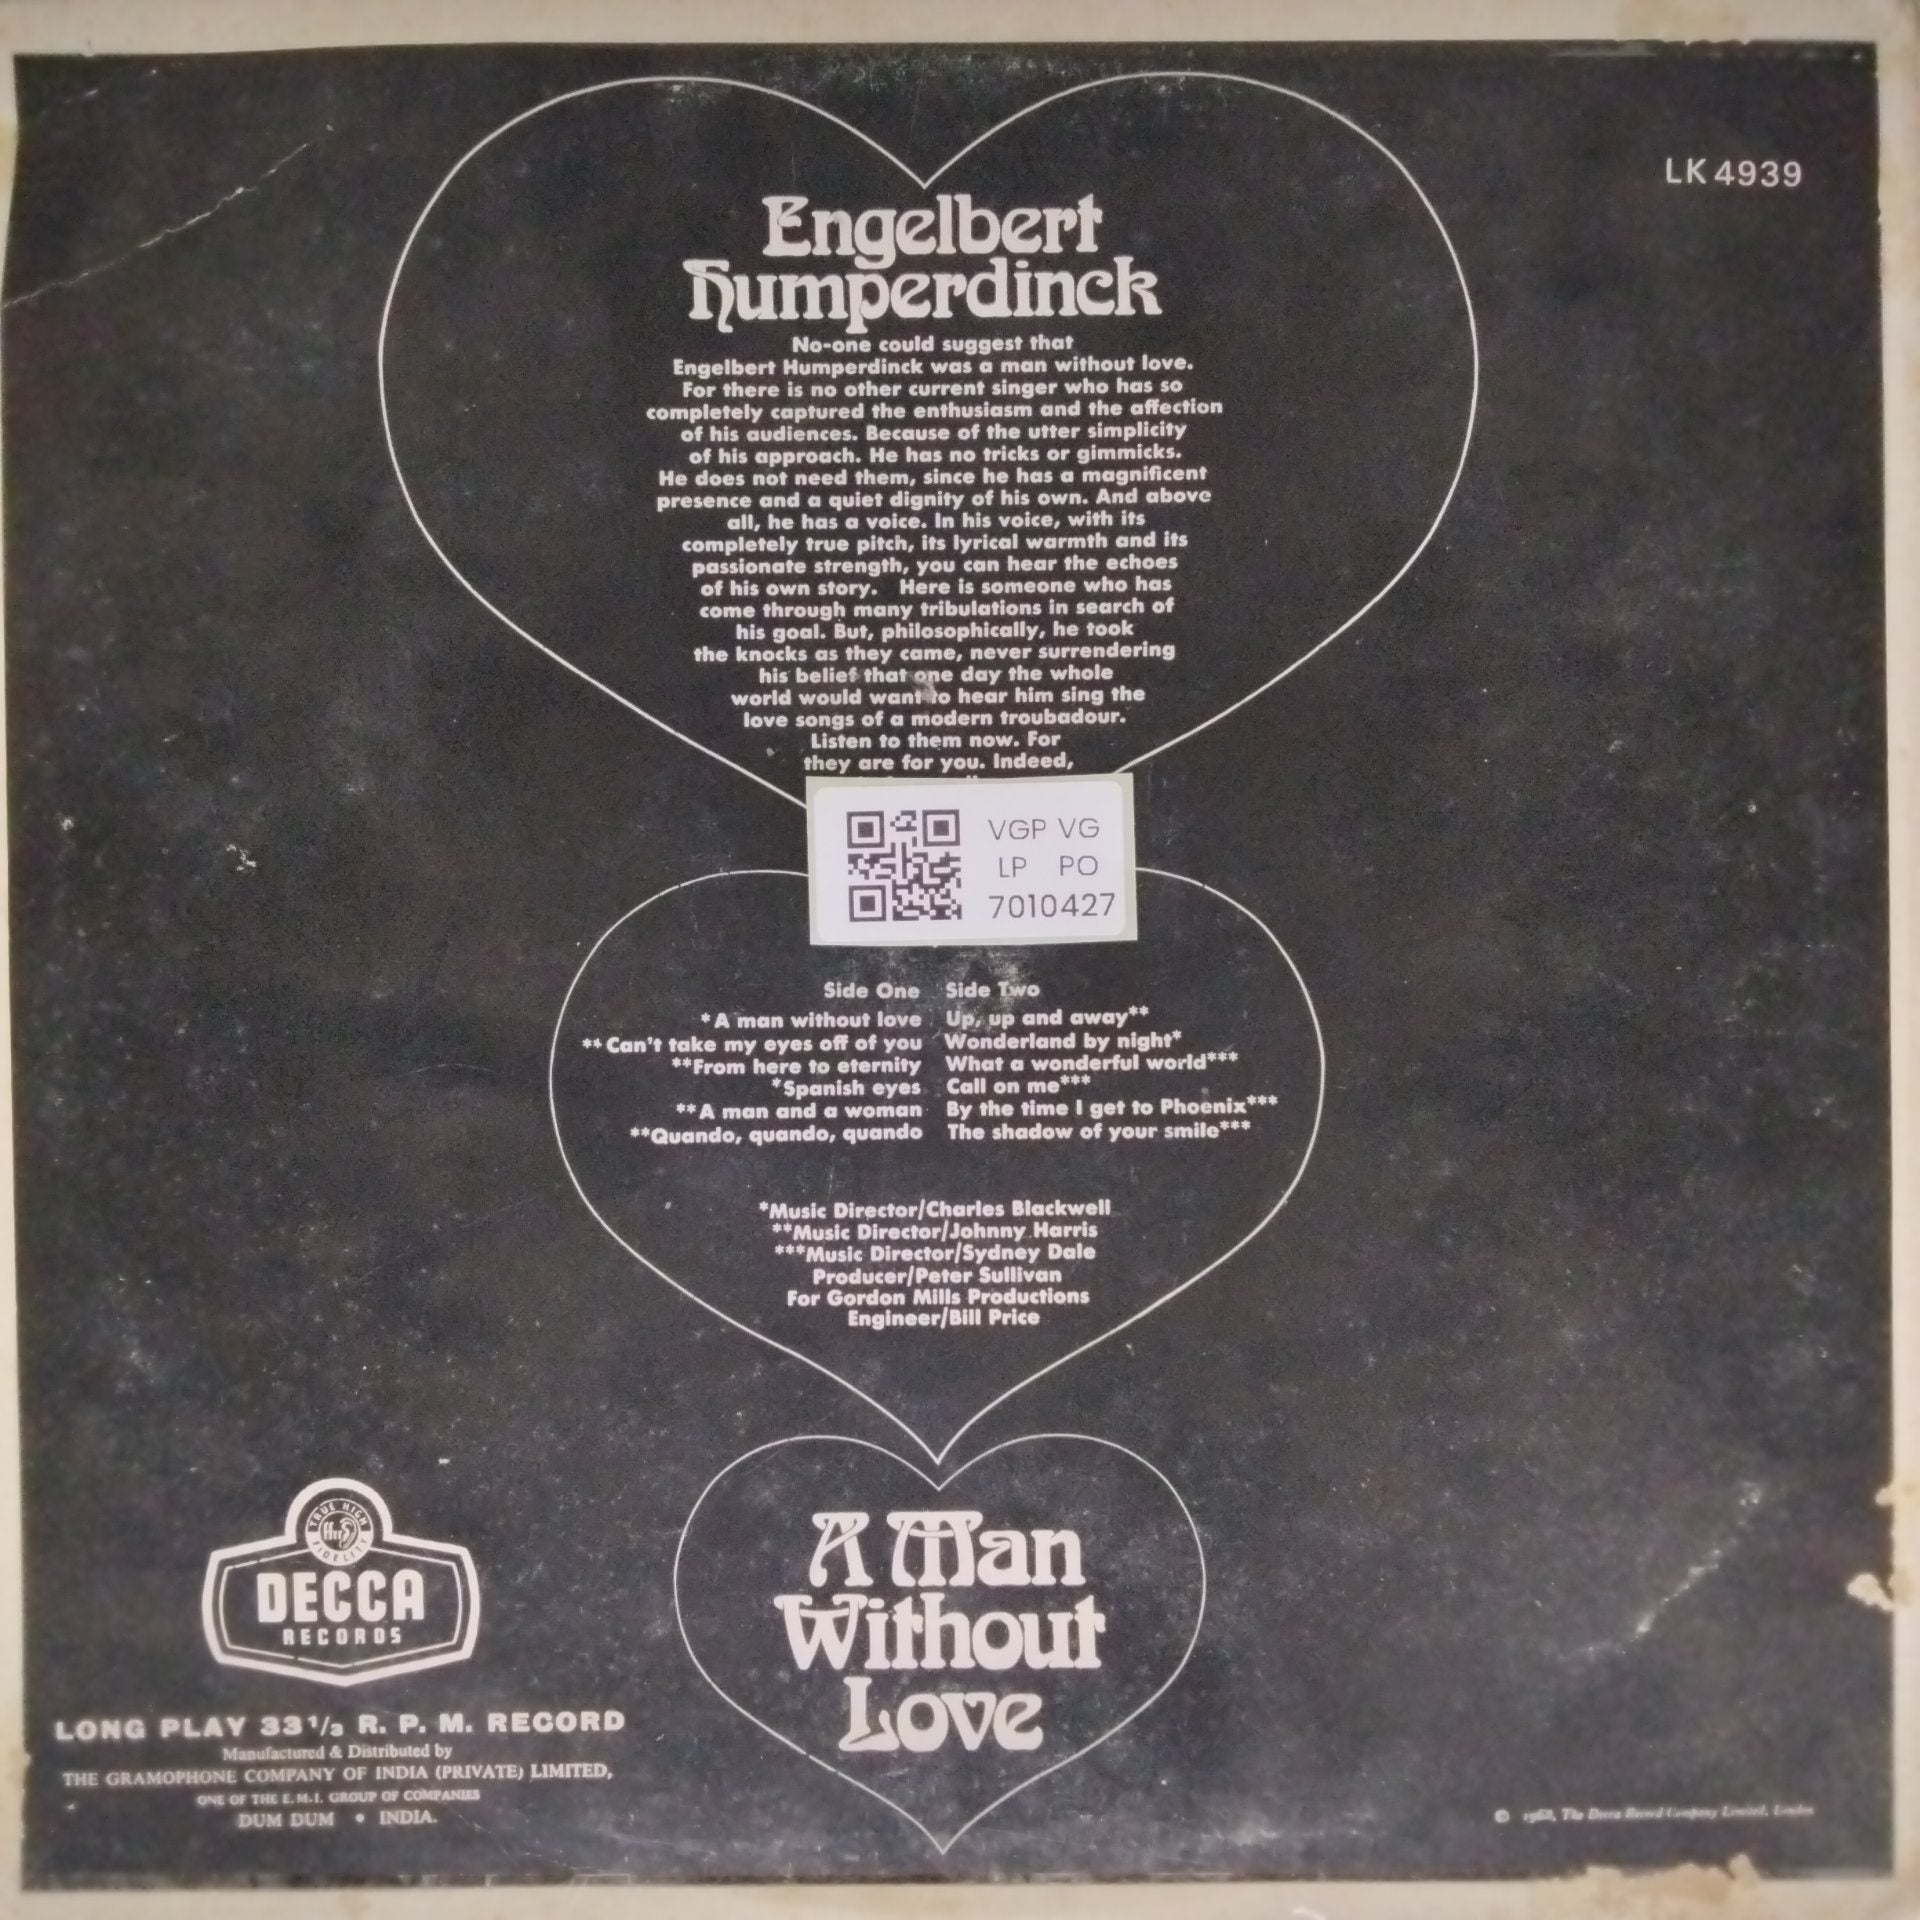 LK 4939
Engelbert
Humperdinck
No-one could suggest that
Engelbert Humperdinck was a man without love.
For there is no other current singer who has so
completely captured the enthusiasm and the affection
of his audiences. Because of the utter simplicity
of his approach. He has no tricks or gimmicks.
He does not need them, since he has a magnificent
presence and a quiet dignity of his own. And above
all, he has a voice. In his voice, with its
completely true pitch, its lyrical warmth and its
passionate strength, you can hear the echoes
of his own story. Here is someone who has
come through many tribulations in search of
his goal. But, philosophically, he took
the knocks as they came, never surrendering
his belief that one day the whole
world would want to hear him sing the
love songs of a modern troubadour.
Listen to them now. For
they are for you. Indeed,
VGP VG
LP PO
7010427
Side One Side Two
*A man without love Up, up and away**
**Can't take my eyes off of you Wonderland by night*
**From here to eternity What a wonderful world***
*Spanish eyes Call on me***
**A man and a woman By the time I get to Phoenix***
**Quando, quando, quando The shadow of your smile***
*Music Director/Charles Blackwell
**Music Director/Johnny Harris
***Music Director/Sydney Dale
Producer/Peter Sullivan
For Gordon Mills Productions
Engineer/Bill Price
A Man
Without
Love
TRUE HIGH
FIDELITY
DECCA
RECORDS
LONG PLAY 33 1/3 R. P. M. RECORD
Manufactured & Distributed by
THE GRAMOPHONE COMPANY OF INDIA (PRIVATE) LIMITED,
ONE OF THE E.M.I. GROUP OF COMPANIES
DUM DUM • INDIA.
© 1968, The Decca Record Company Limited, London